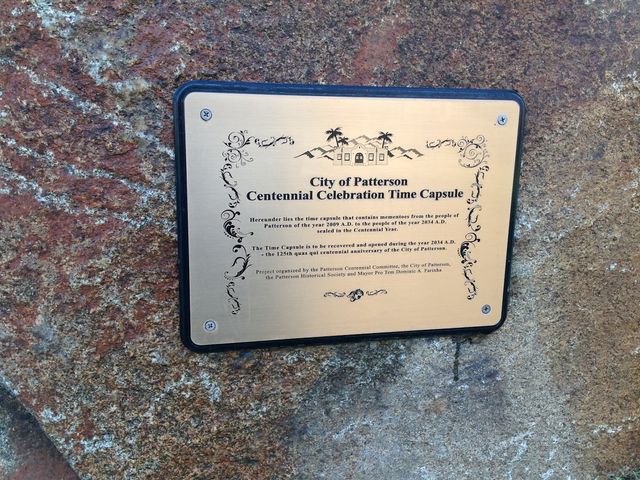 City of Patterson
Centennial Celebration Time Capsule
Hereunder lies the time capsule that contains mementoes from the people of
Patterson of the year 2009 A.D. to the people of the year 2034 A.D.
sealed in the Centennial Year.
The Time Capsule is to be recovered and opened during the year 2034 A.D.
- the 125th quas qui centennial anniversary of the City of Patterson.
Project organized by the Patterson Centennial Committee, the City of Patterson,
the Patterson Historical Society and Mayor Pro Tem Dominic A. Farinha